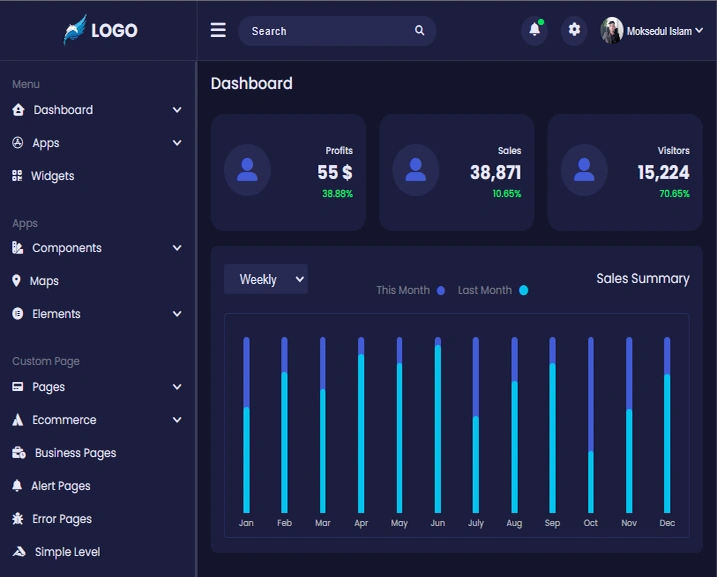 LOGO
Search
Moksedul Islam
Menu
Dashboard
Apps
Widgets
Apps
Components
Maps
Elements
Custom Page
Pages
Ecommerce
Business Pages
Alert Pages
Error Pages
Simple Level
Dashboard
Profits
55 $
38.88%
Sales
38,871
10.65%
Visitors
15,224
70.65%
Weekly
This Month
Last Month
Sales Summary
Jan Feb Mar Apr May Jun July Aug Sep Oct Nov Dec